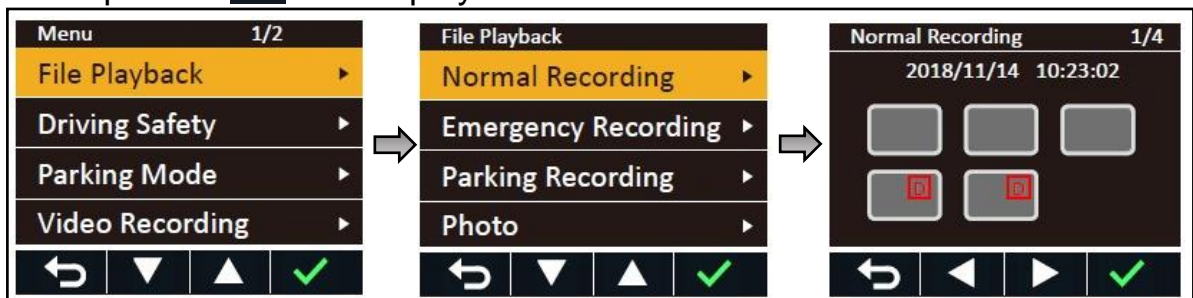 Menu 1/2
File Playback
Driving Safety
Parking Mode
Video Recording
File Playback
Normal Recording
Emergency Recording
Parking Recording
Photo
Normal Recording 1/4
2018/11/14 10:23:02
D D